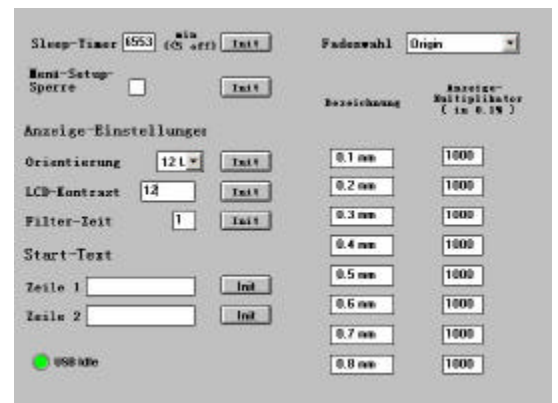 Sleep-Timer 6553 min (<5 off) Init
Menü-Setup-Sperre Init
Anzeige-Einstellungen
Orientierung 12 L Init
LCD-Kontrast 12 Init
Filter-Zeit 1 Init
Start-Text
Zeile 1 Init
Zeile 2 Init
USB Idle
Fadenwahl Origin
Bezeichnung Anzeige-Multiplikator ( in 0.1% )
0.1 mm 1000
0.2 mm 1000
0.3 mm 1000
0.4 mm 1000
0.5 mm 1000
0.6 mm 1000
0.7 mm 1000
0.8 mm 1000